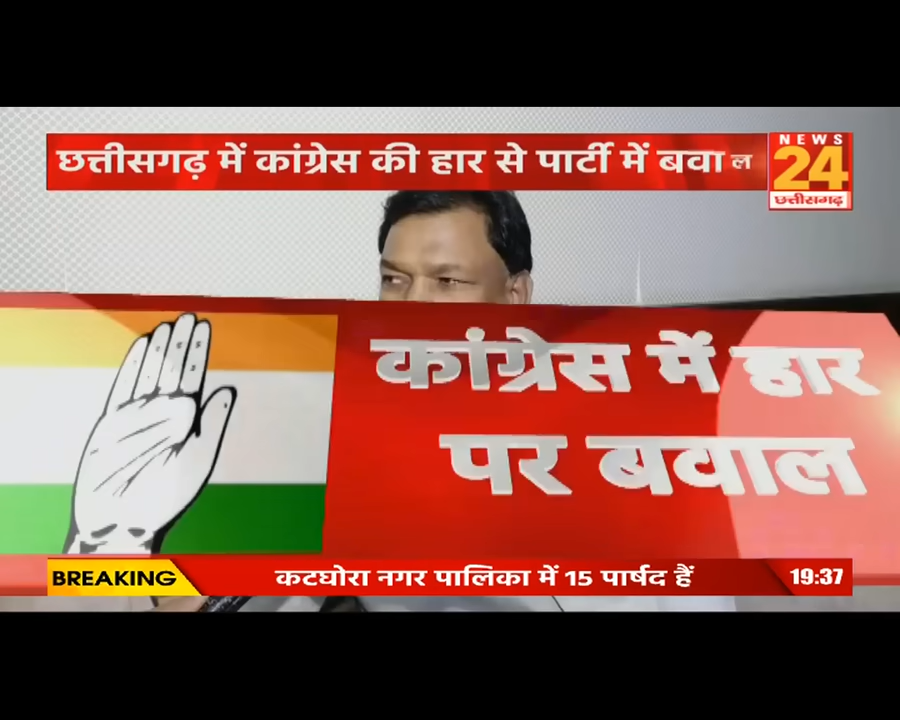 छत्तीसगढ़ में कांग्रेस की हार से पार्टी में बवाल
NEWS
24
छत्तीसगढ़
कांग्रेस में हार
पर बवाल
BREAKING
कटघोरा नगर पालिका में 15 पार्षद हैं
19:37